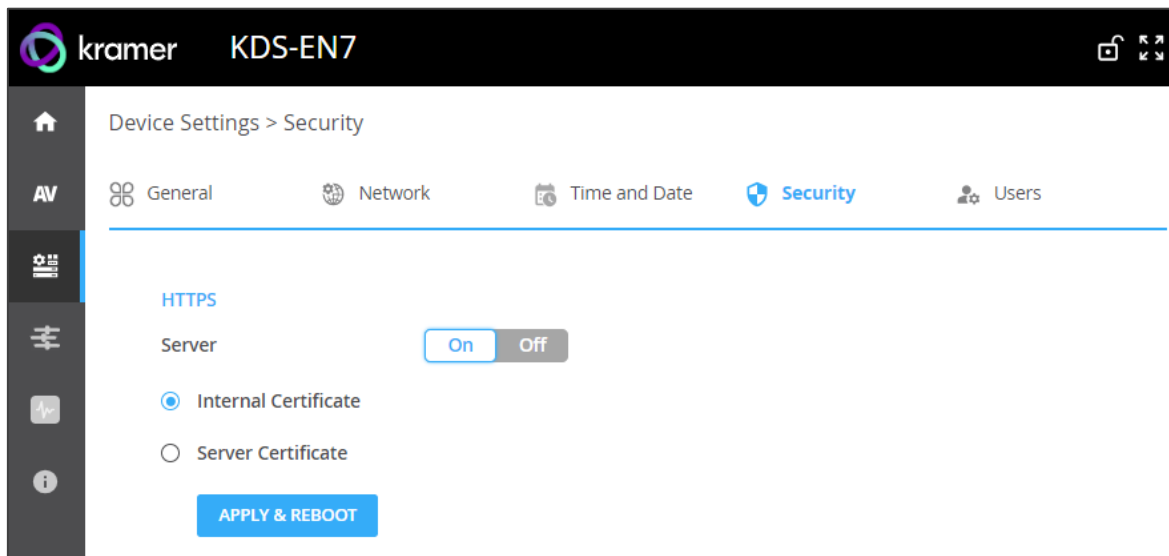 kramer KDS-EN7
Device Settings > Security
AV
General Network Time and Date Security Users
HTTPS
Server On Off
Internal Certificate
Server Certificate
APPLY & REBOOT